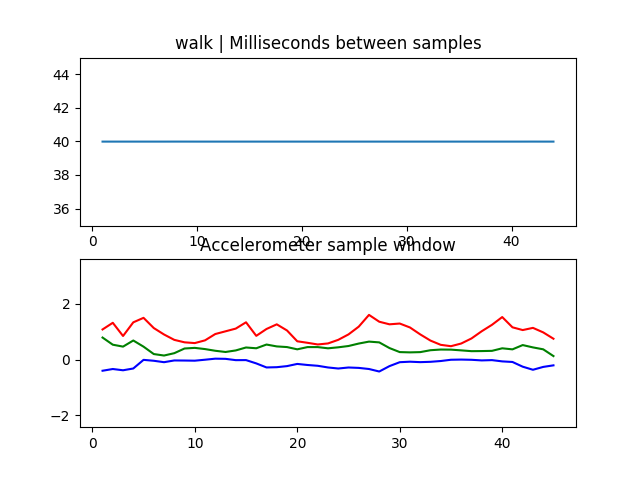 walk | Milliseconds between samples
44
42
40
38
36
0 10 20 30 40
Accelerometer sample window
2
0
−2
0 10 20 30 40